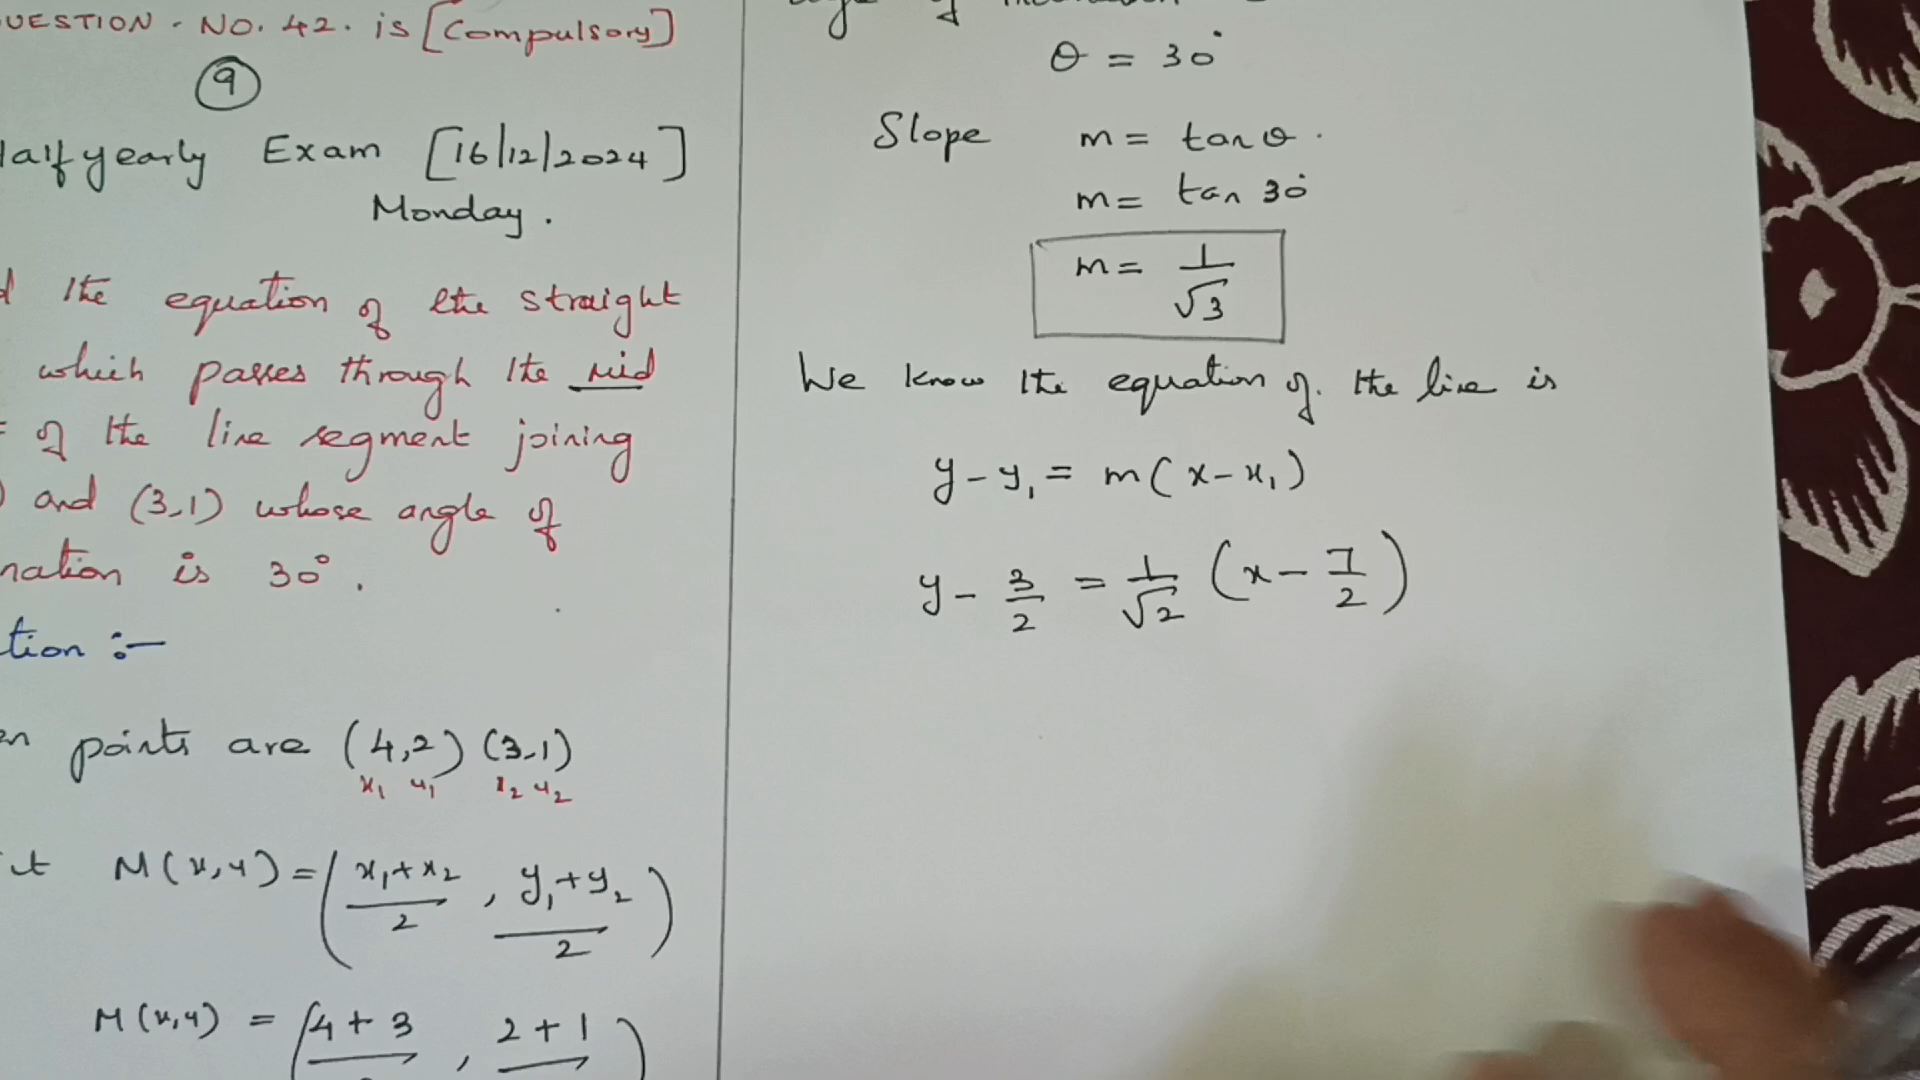 QUESTION. NO. 42. is [Compulsory]
9
Half yearly Exam [16/12/2024]
Monday.
the equation of the straight
which passes through the mid
of the line segment joining
and (3,1) whose angle of
nation is 30°.
tion :-
points are (4,2) (3,1)
x₁ y₁ x₂ y₂
M(x,y) = (x₁+x₂/2, y₁+y₂/2)
M(x,y) = (4+3, 2+1)
θ = 30°
Slope m = tanθ.
m = tan 30°
m = 1/√3
We know the equation of. the line is
y-y₁ = m(x-x₁)
y - 3/2 = 1/√2 (x - 7/2)